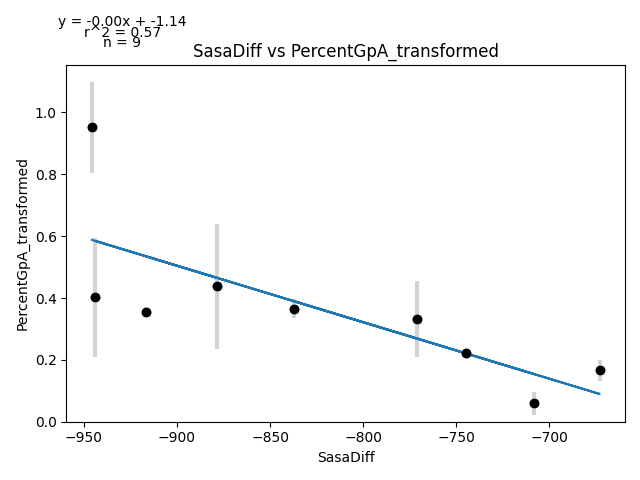 y = -0.00x + -1.14
r^2 = 0.57
n = 9
SasaDiff vs PercentGpA_transformed
PercentGpA_transformed
1.0
0.8
0.6
0.4
0.2
0.0
−950 −900 −850 −800 −750 −700
SasaDiff